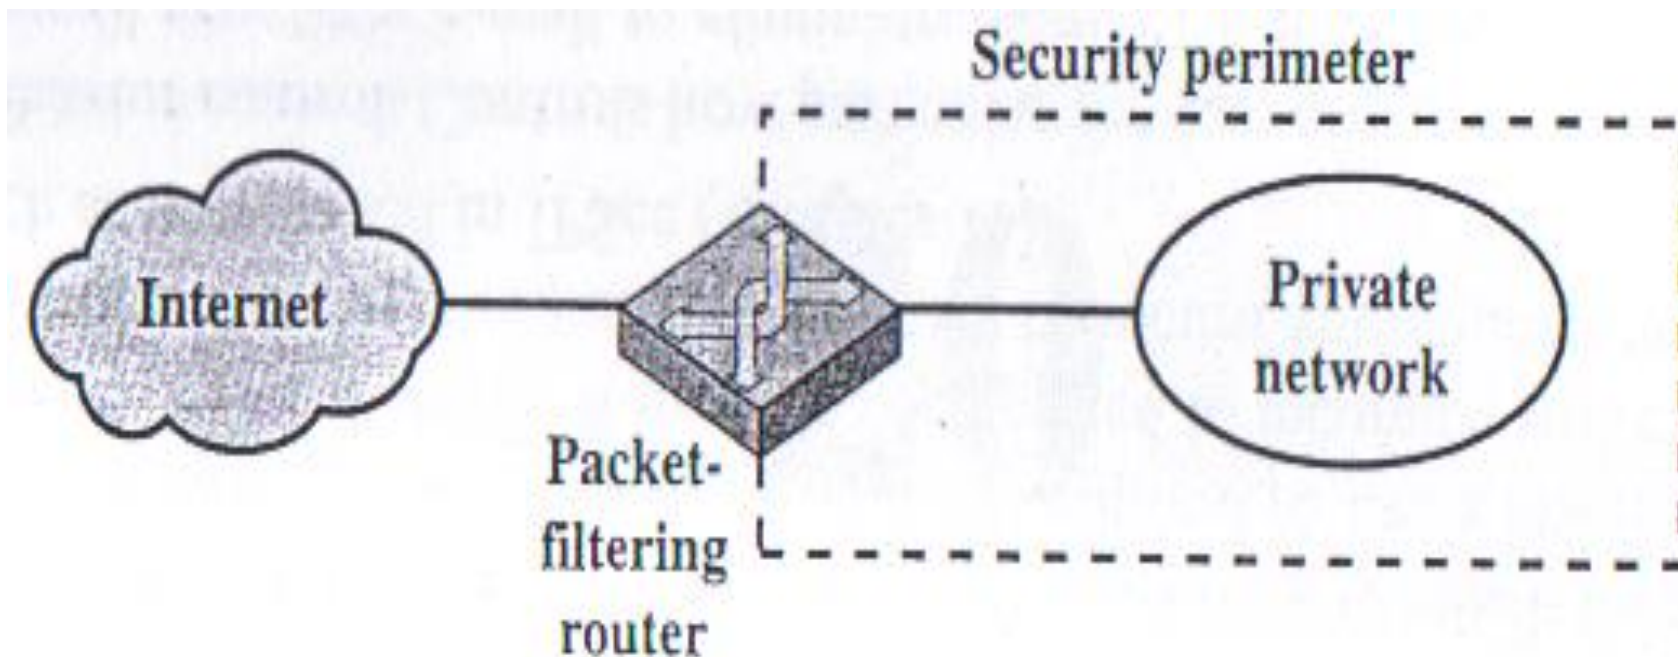 Security perimeter
Internet
Private
network
Packet-
filtering
router